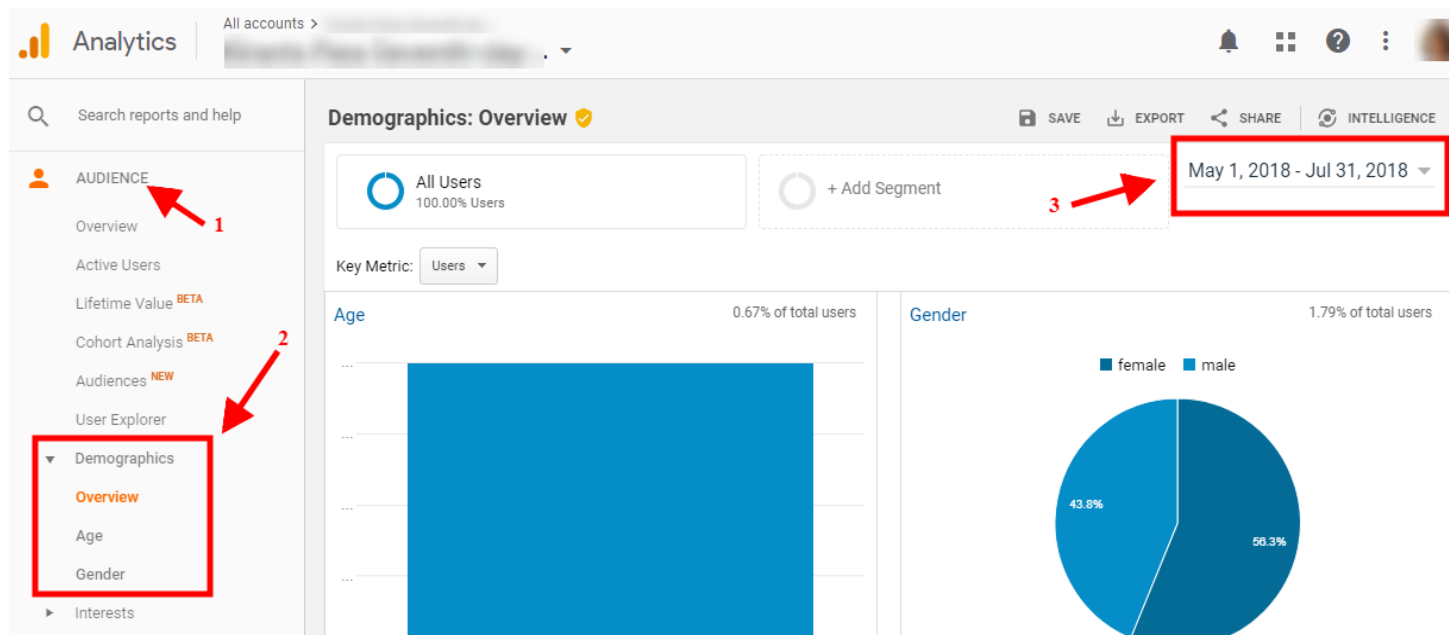 All accounts >
Analytics
Search reports and help
Demographics: Overview
SAVE
EXPORT
SHARE
INTELLIGENCE
AUDIENCE
1
All Users
100.00% Users
+ Add Segment
3
May 1, 2018 - Jul 31, 2018
Overview
Active Users
Key Metric:
Users
Lifetime Value BETA
Age
0.67% of total users
Gender
1.79% of total users
Cohort Analysis BETA
2
Audiences NEW
female
male
User Explorer
...
...
...
...
Demographics
Overview
Age
Gender
Interests
43.8%
56.3%